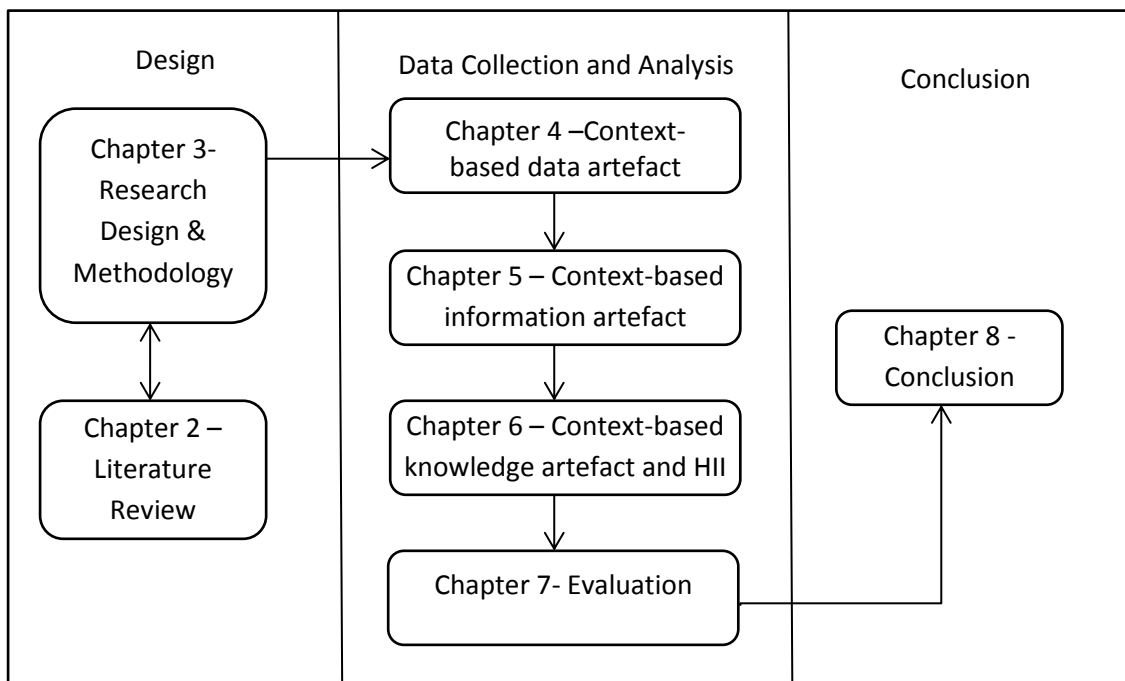 Design
Chapter 3-
Research
Design &
Methodology
Chapter 2 –
Literature
Review
Data Collection and Analysis
Chapter 4 –Context-
based data artefact
Chapter 5 – Context-based
information artefact
Chapter 6 – Context-based
knowledge artefact and HII
Chapter 7- Evaluation
Conclusion
Chapter 8 -
Conclusion